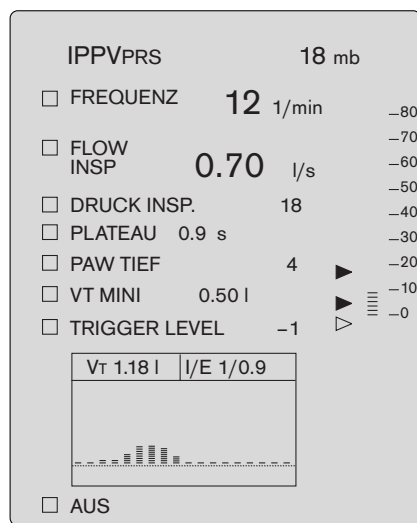 IPPVPRS 18 mb
FREQUENZ 12 1/min
FLOW
INSP 0.70 l/s
DRUCK INSP. 18
PLATEAU 0.9 s
PAW TIEF 4
VT MINI 0.50 l
TRIGGER LEVEL −1
–80
–70
–60
–50
–40
–30
–20
–10
–0
VT 1.18 l I/E 1/0.9
AUS